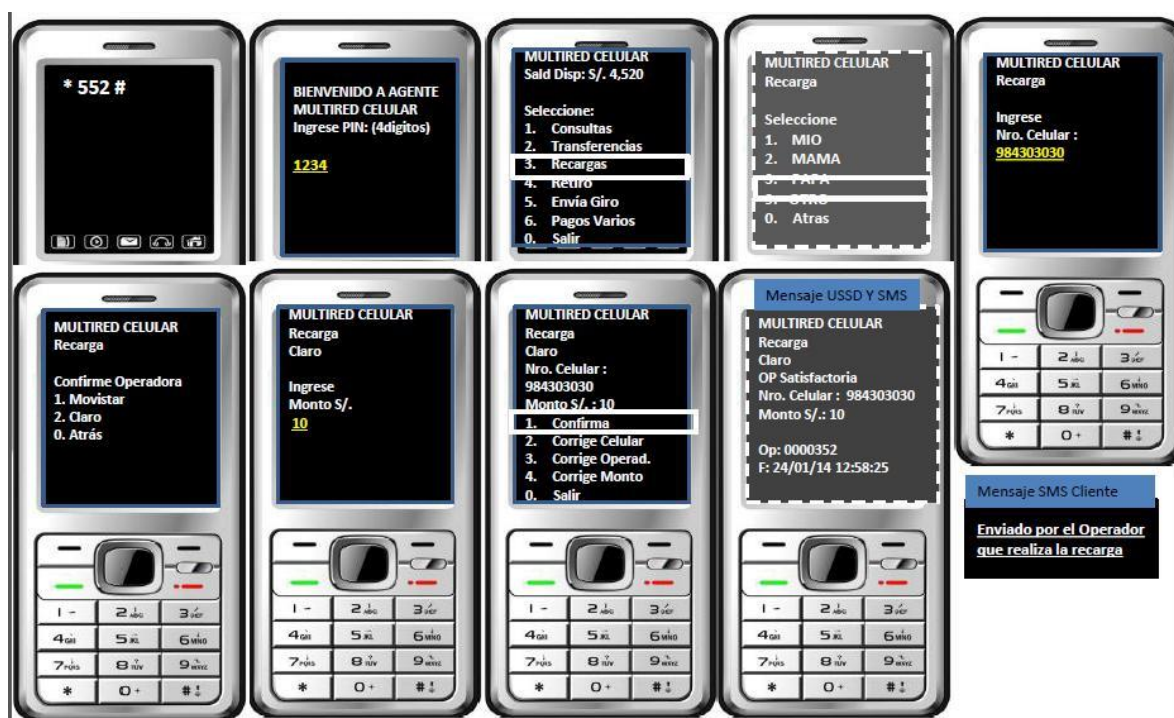 * 552 #
BIENVENIDO A AGENTE
MULTIRED CELULAR
Ingrese PIN: (4digitos)
1234
MULTIRED CELULAR
Sald Disp: S/. 4,520
Seleccione:
1. Consultas
2. Transferencias
3. Recargas
4. Retiro
5. Envía Giro
6. Pagos Varios
0. Salir
MULTIRED CELULAR
Recarga
Seleccione
1. MIO
2. MAMA
3. PAPA
9. OTRO
0. Atras
MULTIRED CELULAR
Recarga
Ingrese
Nro. Celular :
984303030
MULTIRED CELULAR
Recarga
Confirme Operadora
1. Movistar
2. Claro
0. Atrás
MULTIRED CELULAR
Recarga
Claro
Ingrese
Monto S/.
10
MULTIRED CELULAR
Recarga
Claro
Nro. Celular :
984303030
Monto S/. : 10
1. Confirma
2. Corrige Celular
3. Corrige Operad.
4. Corrige Monto
0. Salir
Mensaje USSD Y SMS
MULTIRED CELULAR
Recarga
Claro
OP Satisfactoria
Nro. Celular : 984303030
Monto S/.: 10
Op: 0000352
F: 24/01/14 12:58:25
Mensaje SMS Cliente
Enviado por el Operador
que realiza la recarga